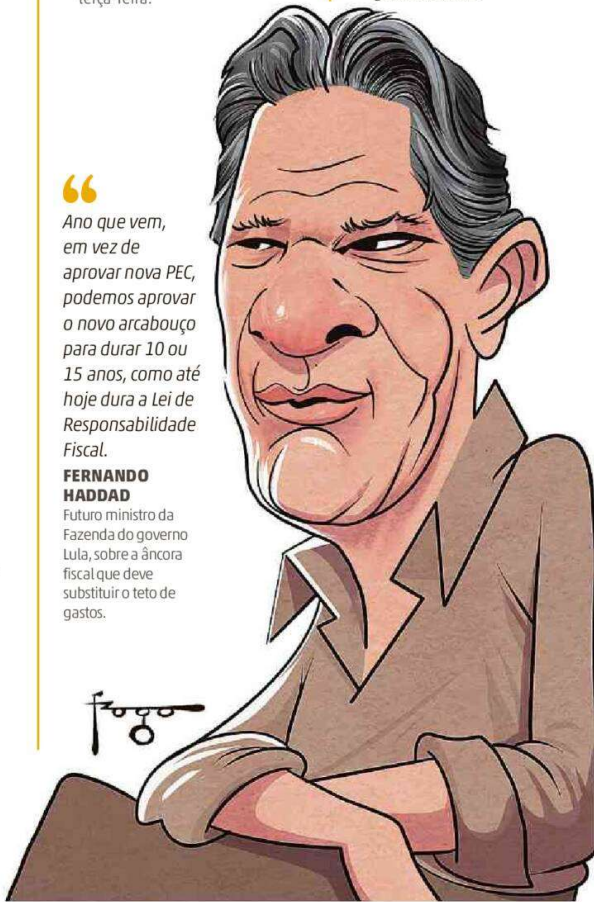 terça-feira.
“
Ano que vem,
em vez de
aprovar nova PEC,
podemos aprovar
o novo arcabouço
para durar 10 ou
15 anos, como até
hoje dura a Lei de
Responsabilidade
Fiscal.
FERNANDO
HADDAD
Futuro ministro da
Fazenda do governo
Lula, sobre a âncora
fiscal que deve
substituir o teto de
gastos.